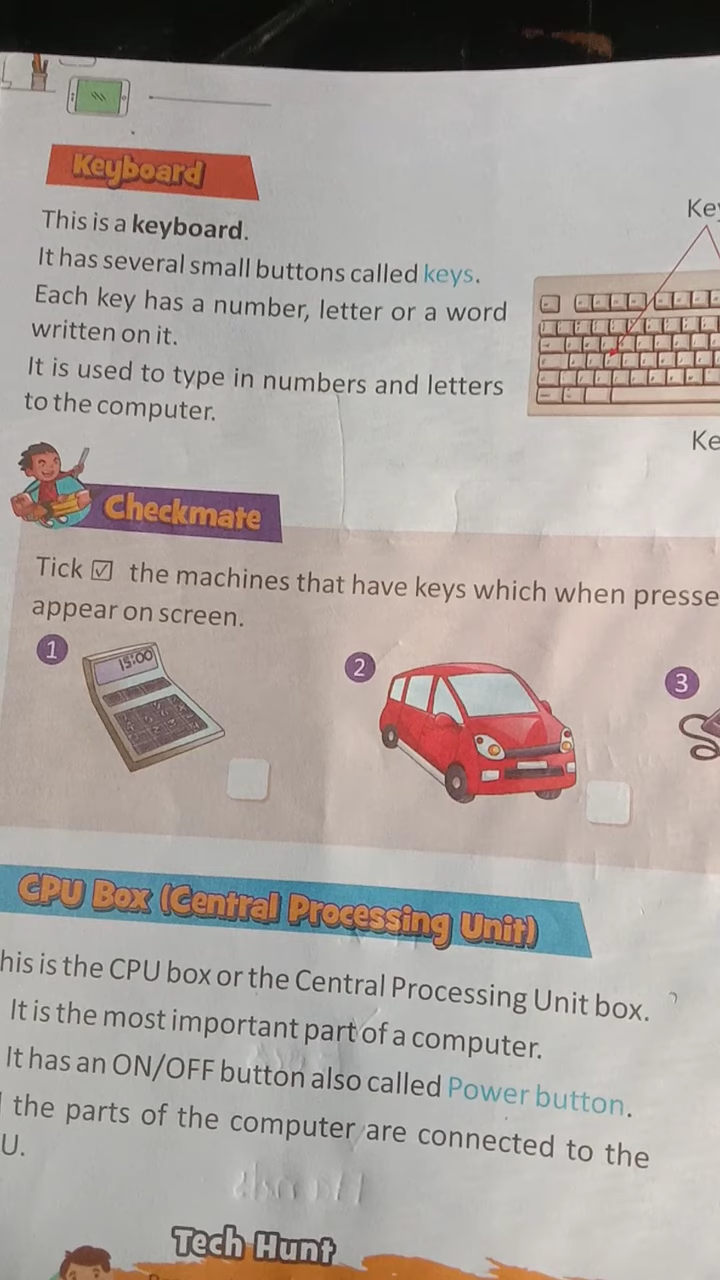 Keyboard
This is a keyboard.
It has several small buttons called keys.
Each key has a number, letter or a word
written on it.
It is used to type in numbers and letters
to the computer.
Checkmate
Tick ☑ the machines that have keys which when presse
appear on screen.
1
15:00
2
3
CPU Box (Central Processing Unit)
his is the CPU box or the Central Processing Unit box.
It is the most important part of a computer.
It has an ON/OFF button also called Power button.
the parts of the computer are connected to the
U.
Tech Hunt